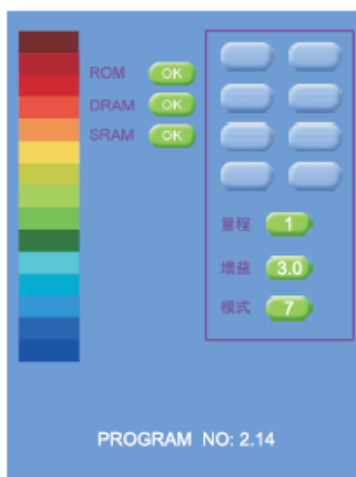 ROM OK
DRAM OK
SRAM OK
量程 1
增益 3.0
模式 7
PROGRAM NO: 2.14